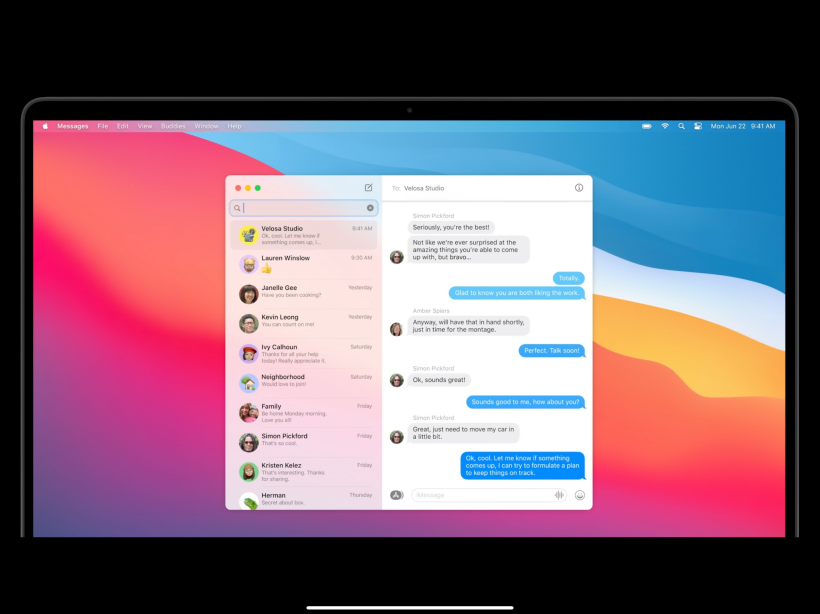 Messages File Edit View Buddies Window Help
Mon Jun 22 9:41 AM
Velosa Studio 9:41 AM
Ok, cool. Let me know if
something comes up, I...
Lauren Winslow 9:30 AM
Janelle Gee Yesterday
Have you been cooking?
Kevin Leong Yesterday
You can count on me!
Ivy Calhoun Saturday
Thanks for all your help
today! Really appreciate it.
Neighborhood Saturday
Would love to join!
Family Friday
Be home Monday morning.
Love you all!
Simon Pickford Friday
That's so cool.
Kristen Kelez Friday
That's interesting. Thanks
for sharing.
Herman Thursday
Secret about box.
To: Velosa Studio
Simon Pickford
Seriously, you're the best!
Not like we're ever surprised at the
amazing things you're able to come
up with, but bravo...
Totally.
Glad to know you are both liking the work.
Amber Spiers
Anyway, will have that in hand shortly,
just in time for the montage.
Perfect. Talk soon!
Simon Pickford
Ok, sounds great!
Sounds good to me, how about you?
Simon Pickford
Great, just need to move my car in
a little bit.
Ok, cool. Let me know if something
comes up, I can try to formulate a plan
to keep things on track.
iMessage